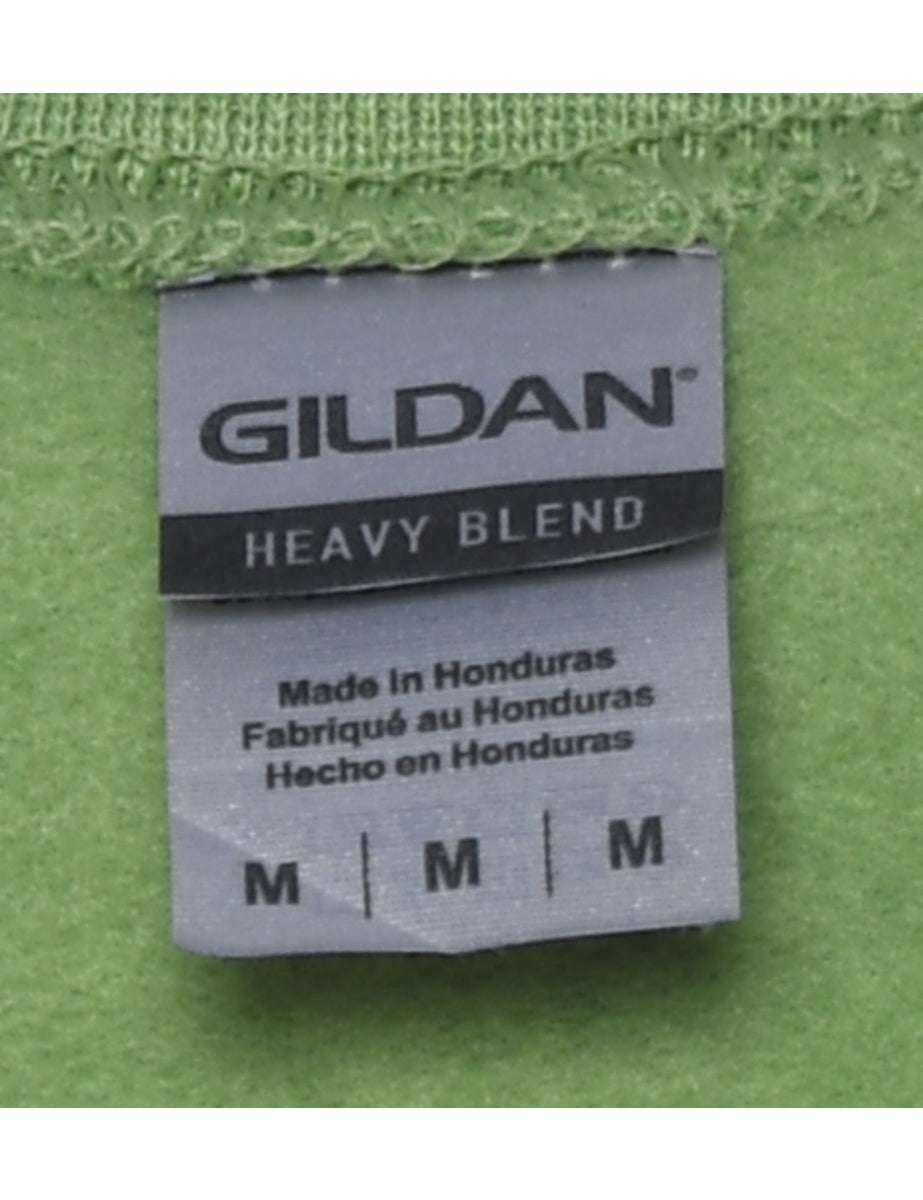 GILDAN®
HEAVY BLEND
Made In Honduras
Fabriqué au Honduras
Hecho en Honduras
M | M | M